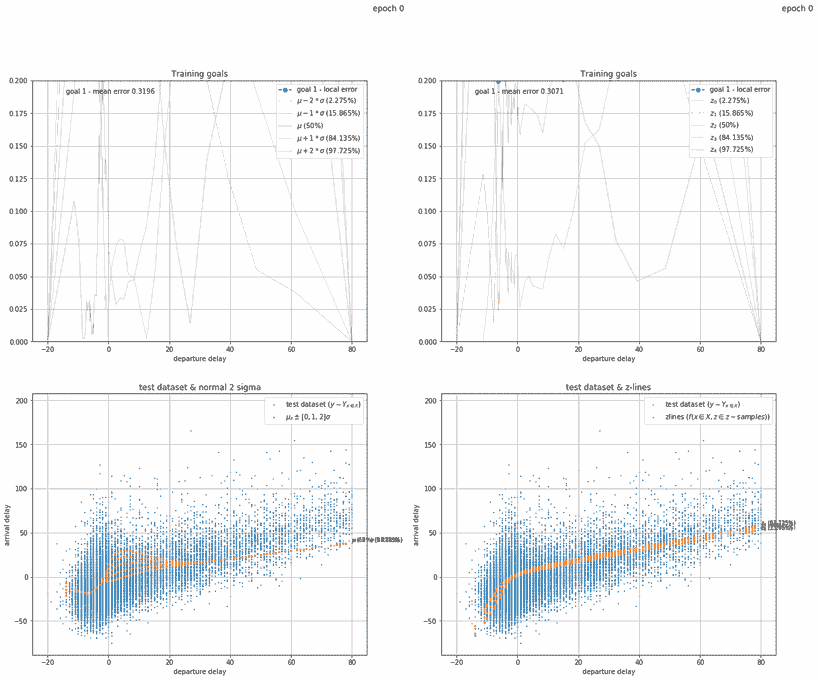 epoch 0
epoch 0
Training goals
goal 1 - mean error 0.3196
goal 1 - local error
μ − 2 * σ (2.275%)
μ − 1 * σ (15.865%)
μ (50%)
μ + 1 * σ (84.135%)
μ + 2 * σ (97.725%)
0.200
0.175
0.150
0.125
0.100
0.075
0.050
0.025
0.000
−20 0 20 40 60 80
departure delay
Training goals
goal 1 - mean error 0.3071
goal 1 - local error
z₀ (2.275%)
z₁ (15.865%)
z₂ (50%)
z₃ (84.135%)
z₄ (97.725%)
0.200
0.175
0.150
0.125
0.100
0.075
0.050
0.025
0.000
−20 0 20 40 60 80
departure delay
test dataset & normal 2 sigma
test dataset (y ~ Yₓ∈X)
μₓ ± [0, 1, 2]σ
200
150
100
50
0
−50
arrival delay
−20 0 20 40 60 80
departure delay
test dataset & z-lines
test dataset (y ~ Yₓ∈X)
zlines (f(x ∈ X, z ∈ z ~ samples))
200
150
100
50
0
−50
arrival delay
−20 0 20 40 60 80
departure delay